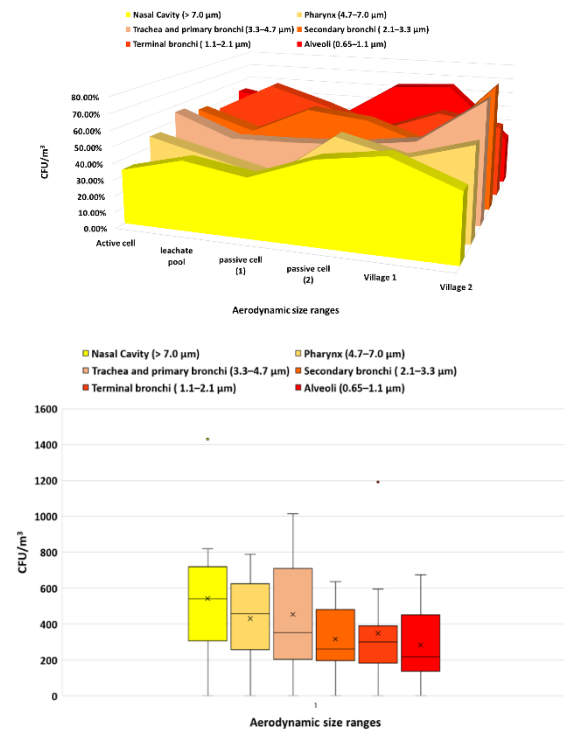 Nasal Cavity (> 7.0 μm) Pharynx (4.7–7.0 μm)
Trachea and primary bronchi (3.3–4.7 μm) Secondary bronchi ( 2.1–3.3 μm)
Terminal bronchi ( 1.1–2.1 μm) Alveoli (0.65–1.1 μm)
80.00%
70.00%
60.00%
50.00%
40.00%
30.00%
20.00%
10.00%
0.00%
CFU/m³
Active cell
leachate
pool
passive cell
(1)
passive cell
(2)
Village 1
Village 2
Aerodynamic size ranges
Nasal Cavity (> 7.0 μm) Pharynx (4.7–7.0 μm)
Trachea and primary bronchi (3.3–4.7 μm) Secondary bronchi ( 2.1–3.3 μm)
Terminal bronchi ( 1.1–2.1 μm) Alveoli (0.65–1.1 μm)
1600
1400
1200
1000
800
600
400
200
0
CFU/m³
1
Aerodynamic size ranges